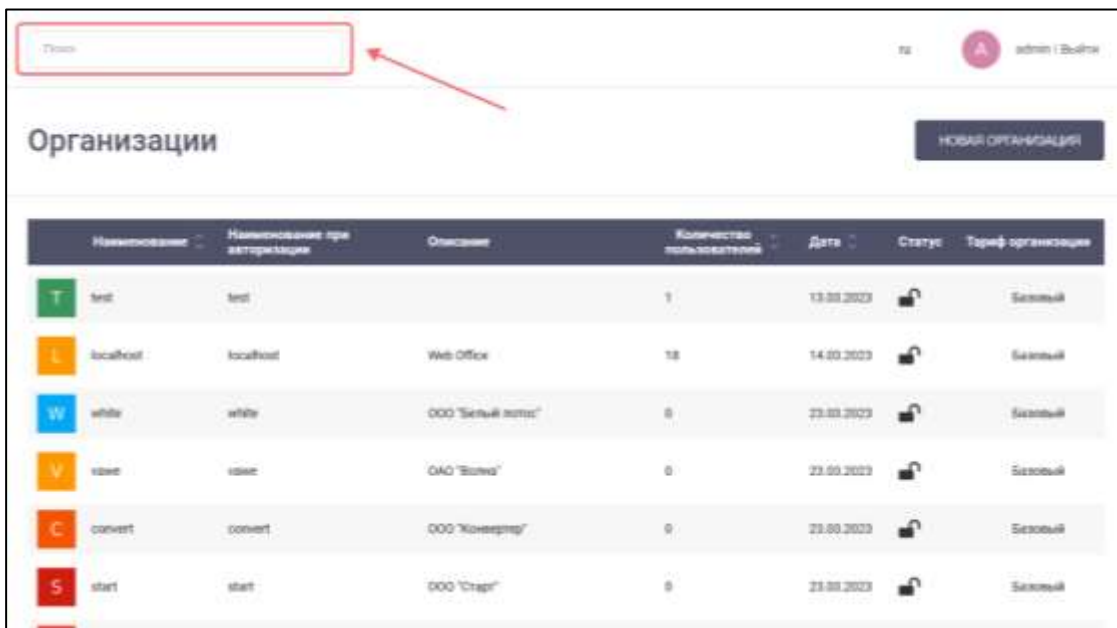 Поиск
ru
A
admin | Выйти
Организации
НОВАЯ ОРГАНИЗАЦИЯ
Наименование Наименование при авторизации Описание Количество пользователей Дата Статус Тариф организации
T test test 1 13.03.2023 Базовый
L localhost localhost Web Office 18 14.03.2023 Базовый
W white white ООО "Белый лотос" 0 23.03.2023 Базовый
V ОАО "Волна" 0 23.03.2023 Базовый
C convert convert ООО "Конвертер" 0 23.03.2023 Базовый
S start start ООО "Старт" 0 23.03.2023 Базовый